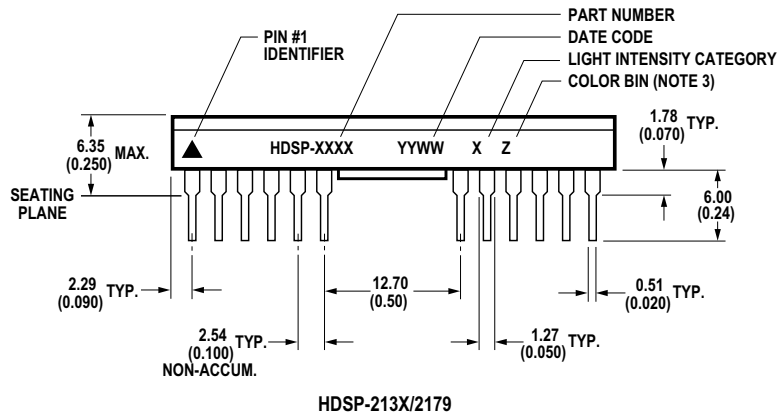 PART NUMBER
DATE CODE
LIGHT INTENSITY CATEGORY
COLOR BIN (NOTE 3)
PIN #1
IDENTIFIER
6.35
(0.250) MAX.
HDSP-XXXX YYWW X Z
1.78
(0.070) TYP.
SEATING
PLANE
6.00
(0.24)
2.29
(0.090) TYP.
12.70
(0.50)
0.51
(0.020) TYP.
2.54
(0.100) TYP.
NON-ACCUM.
1.27
(0.050) TYP.
HDSP-213X/2179